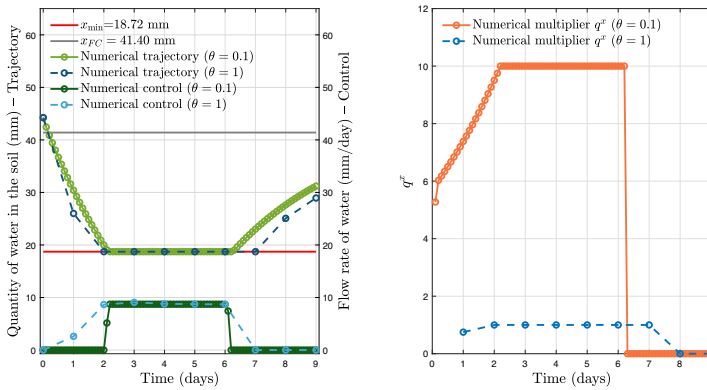 x_min=18.72 mm
x_FC = 41.40 mm
Numerical trajectory (θ = 0.1)
Numerical trajectory (θ = 1)
Numerical control (θ = 0.1)
Numerical control (θ = 1)
Quantity of water in the soil (mm) – Trajectory
60
50
40
30
20
10
0
60
50
40
30
20
10
0
Flow rate of water (mm/day) – Control
0 1 2 3 4 5 6 7 8 9
Time (days)
Numerical multiplier q^x (θ = 0.1)
Numerical multiplier q^x (θ = 1)
q^x
12
10
8
6
4
2
0
0 1 2 3 4 5 6 7 8
Time (days)